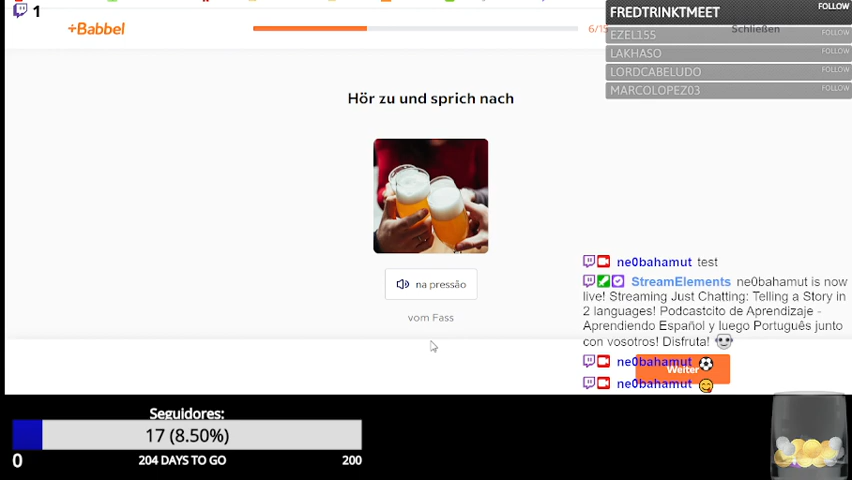 1
+Babbel
6/15
Schließen
FREDTRINKTMEET FOLLOW
EZEL155 FOLLOW
LAKHASO FOLLOW
LORDCABELUDO FOLLOW
MARCOLOPEZ03 FOLLOW
Hör zu und sprich nach
na pressão
vom Fass
ne0bahamut test
StreamElements ne0bahamut is now
live! Streaming Just Chatting: Telling a Story in
2 languages! Podcastcito de Aprendizaje -
Aprendiendo Español y luego Português junto
con vosotros! Disfruta!
ne0bahamut
Weiter
ne0bahamut
Seguidores:
17 (8.50%)
0 204 DAYS TO GO 200